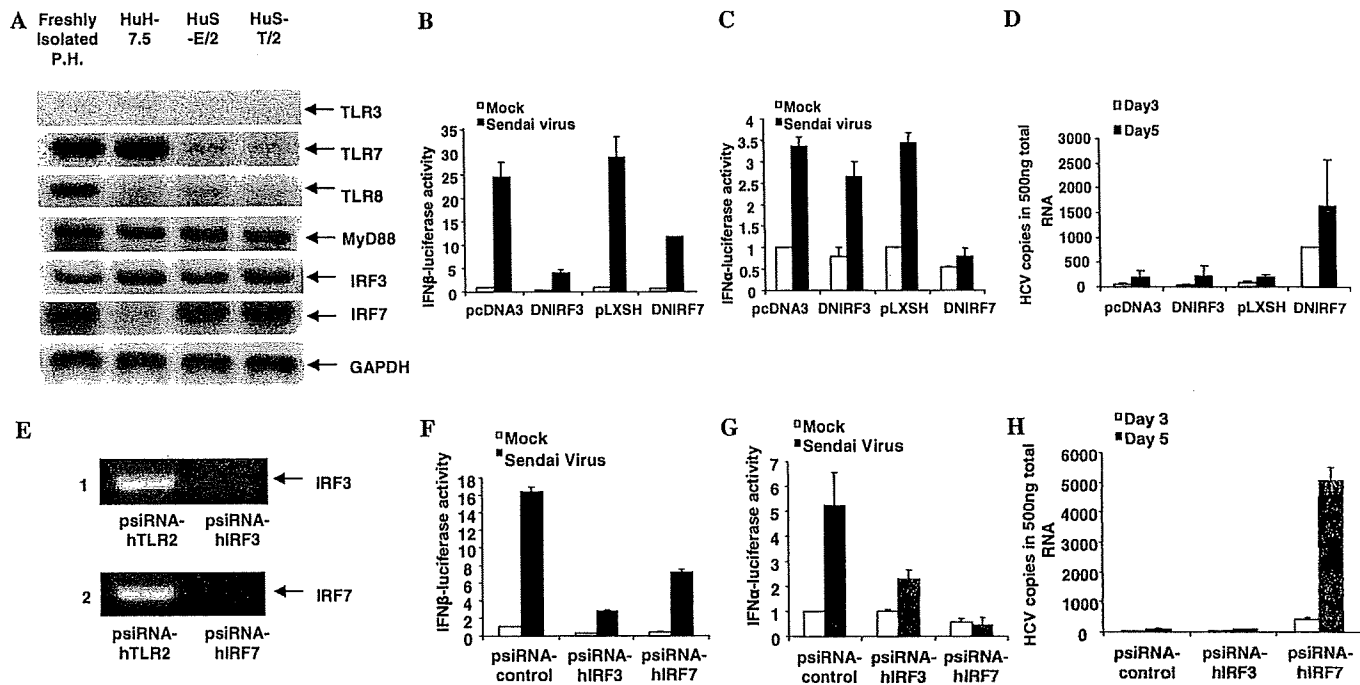 A
Freshly Isolated P.H.
HuH-7.5
HuS-E/2
HuS-T/2
TLR3
TLR7
TLR8
MyD88
IRF3
IRF7
GAPDH
B
Mock
Sendai virus
IFNβ-luciferase activity
35
30
25
20
15
10
5
0
pcDNA3 DNIRF3 pLXSH DNIRF7
C
Mock
Sendai virus
IFNα-luciferase activity
4
3.5
3
2.5
2
1.5
1
0.5
0
pcDNA3 DNIRF3 pLXSH DNIRF7
D
Day3
Day5
HCV copies in 500ng total RNA
3000
2500
2000
1500
1000
500
0
pcDNA3 DNIRF3 pLXSH DNIRF7
E
1
IRF3
psiRNA-hTLR2
psiRNA-hIRF3
2
IRF7
psiRNA-hTLR2
psiRNA-hIRF7
F
Mock
Sendai Virus
IFNβ-luciferase activity
18
16
14
12
10
8
6
4
2
0
psiRNA-control
psiRNA-hIRF3
psiRNA-hIRF7
G
Mock
Sendai Virus
IFNα-luciferase activity
7
6
5
4
3
2
1
0
psiRNA-control
psiRNA-hIRF3
psiRNA-hIRF7
H
Day 3
Day 5
HCV copies in 500ng total RNA
6000
5000
4000
3000
2000
1000
0
psiRNA-control
psiRNA-hIRF3
psiRNA-hIRF7